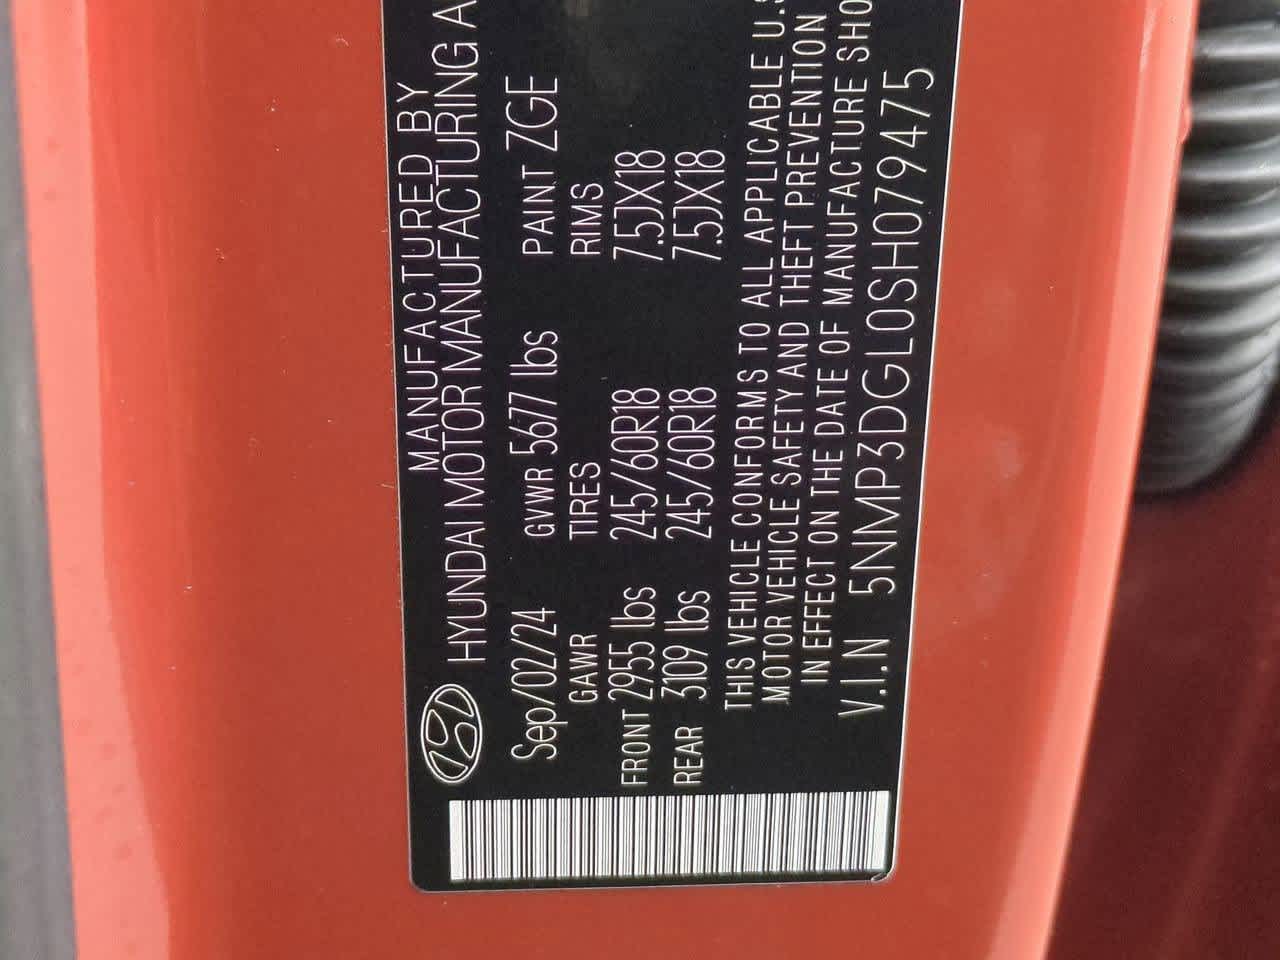 MANUFACTURED BY
HYUNDAI MOTOR MANUFACTURING A
Sep/02/24 GVWR 5677 lbs PAINT ZGE
GAWR TIRES RIMS
FRONT 2955 lbs 245/60R18 7.5JX18
REAR 3109 lbs 245/60R18 7.5JX18
THIS VEHICLE CONFORMS TO ALL APPLICABLE U.S
MOTOR VEHICLE SAFETY AND THEFT PREVENTION
IN EFFECT ON THE DATE OF MANUFACTURE SHO
V.I.N 5NMP3DGL0SH079475